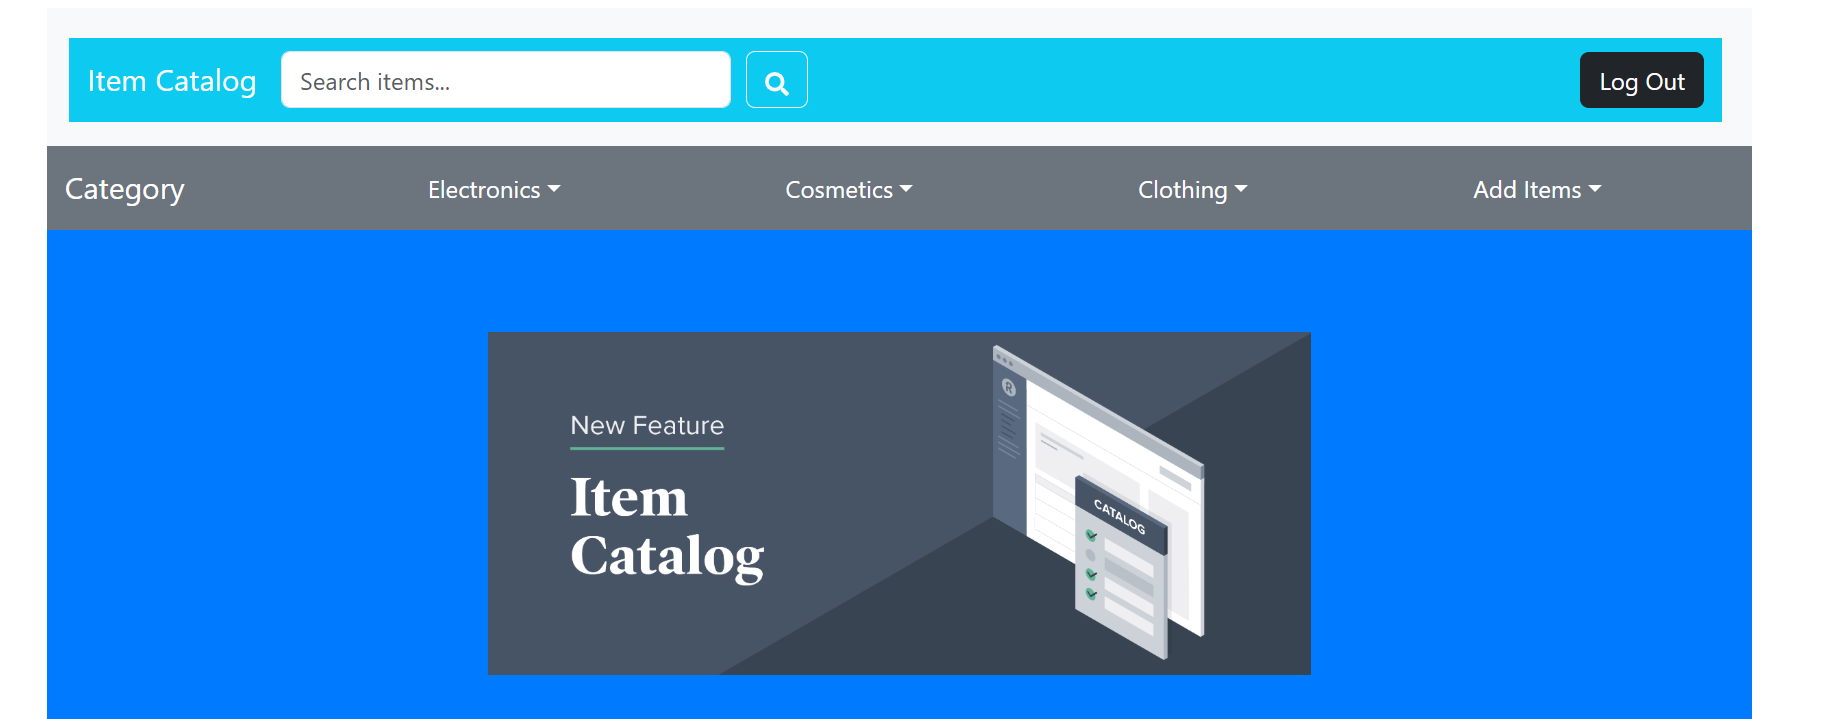 Item Catalog
Search items...
Log Out
Category
Electronics
Cosmetics
Clothing
Add Items
New Feature
Item
Catalog
R
CATALOG